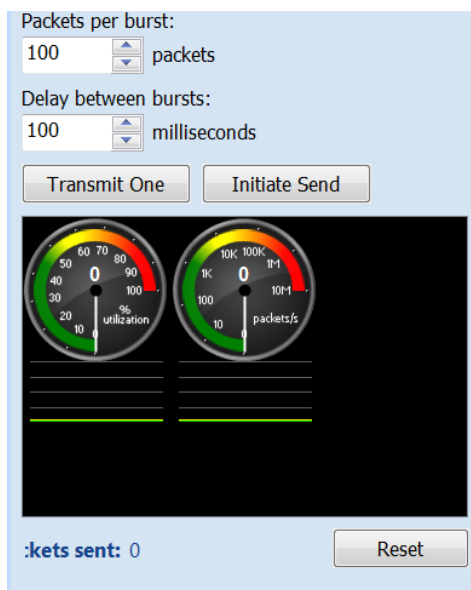 Packets per burst:
100 packets
Delay between bursts:
100 milliseconds
Transmit One Initiate Send
0 10 20 30 40 50 60 70 80 90 100
0
%
utilization
0 10 100 1K 10K 100K 1M 10M
0
packets/s
kets sent: 0 Reset